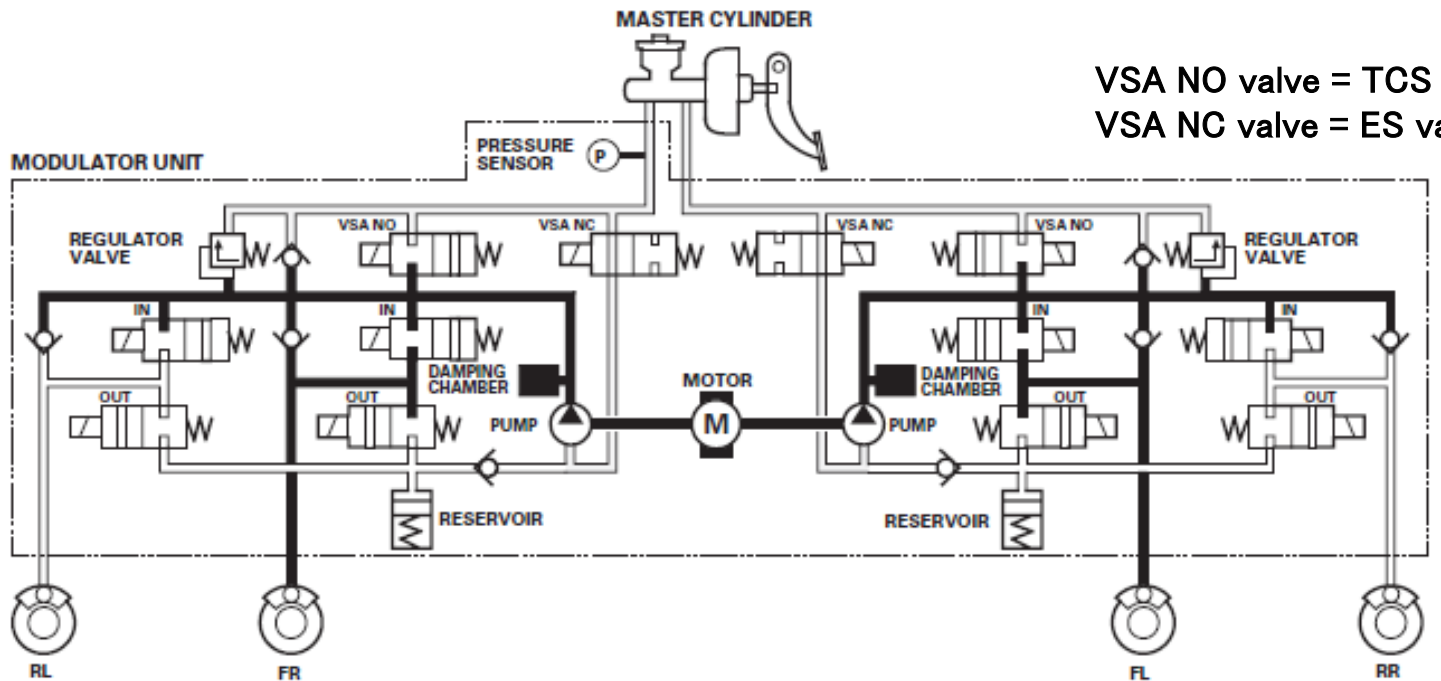 MASTER CYLINDER
VSA NO valve = TCS
VSA NC valve = ES
MODULATOR UNIT
PRESSURE
SENSOR
P
VSA NO
VSA NC
VSA NC
VSA NO
REGULATOR
VALVE
REGULATOR
VALVE
IN
IN
IN
IN
DAMPING
CHAMBER
MOTOR
DAMPING
CHAMBER
OUT
OUT
OUT
OUT
PUMP
M
PUMP
RESERVOIR
RESERVOIR
RL
FR
FL
RR